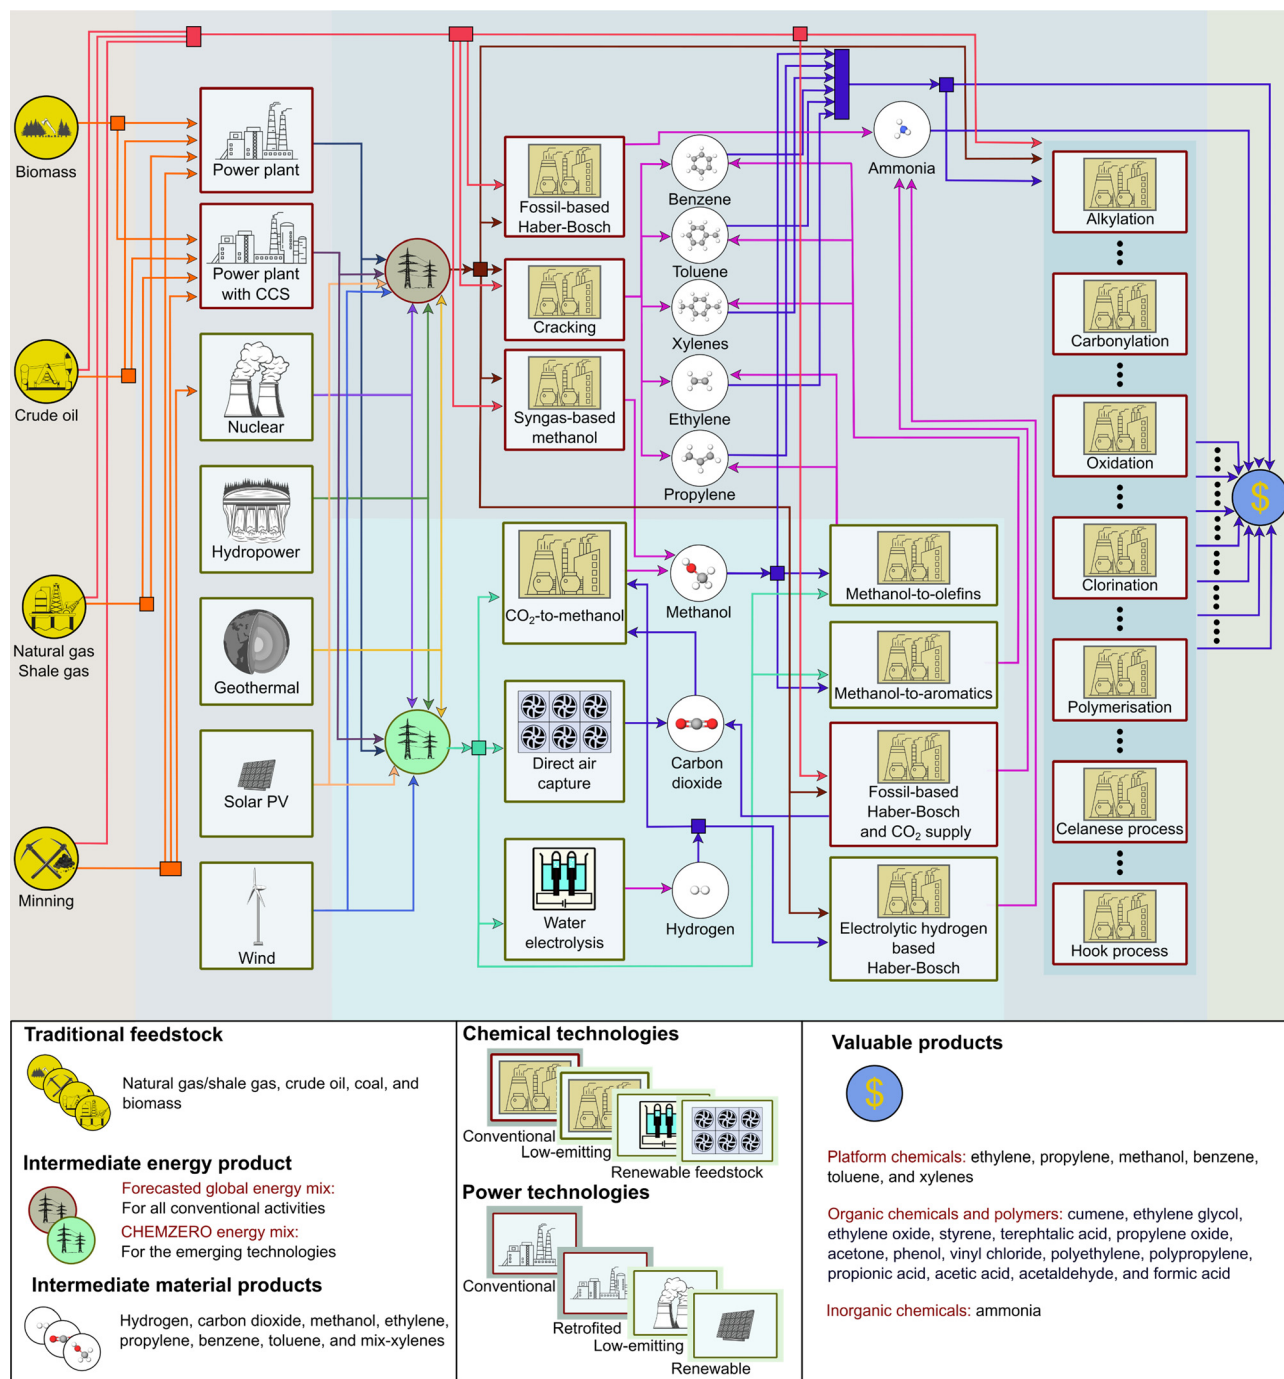 Biomass
Crude oil
Natural gas
Shale gas
Minning
Power plant
Power plant
with CCS
Nuclear
Hydropower
Geothermal
Solar PV
Wind
Fossil-based
Haber-Bosch
Cracking
Syngas-based
methanol
CO2-to-methanol
Direct air
capture
Water
electrolysis
Benzene
Toluene
Xylenes
Ethylene
Propylene
Methanol
Carbon
dioxide
Hydrogen
Ammonia
Methanol-to-olefins
Methanol-to-aromatics
Fossil-based
Haber-Bosch
and CO2 supply
Electrolytic hydrogen
based
Haber-Bosch
Alkylation
Carbonylation
Oxidation
Clorination
Polymerisation
Celanese process
Hook process
$
Traditional feedstock
Natural gas/shale gas, crude oil, coal, and
biomass
Intermediate energy product
Forecasted global energy mix:
For all conventional activities
CHEMZERO energy mix:
For the emerging technologies
Intermediate material products
Hydrogen, carbon dioxide, methanol, ethylene,
propylene, benzene, toluene, and mix-xylenes
Chemical technologies
Conventional
Low-emitting
Renewable feedstock
Power technologies
Conventional
Retrofited
Low-emitting
Renewable
Valuable products
$
Platform chemicals: ethylene, propylene, methanol, benzene,
toluene, and xylenes
Organic chemicals and polymers: cumene, ethylene glycol,
ethylene oxide, styrene, terephtalic acid, propylene oxide,
acetone, phenol, vinyl chloride, polyethylene, polypropylene,
propionic acid, acetic acid, acetaldehyde, and formic acid
Inorganic chemicals: ammonia